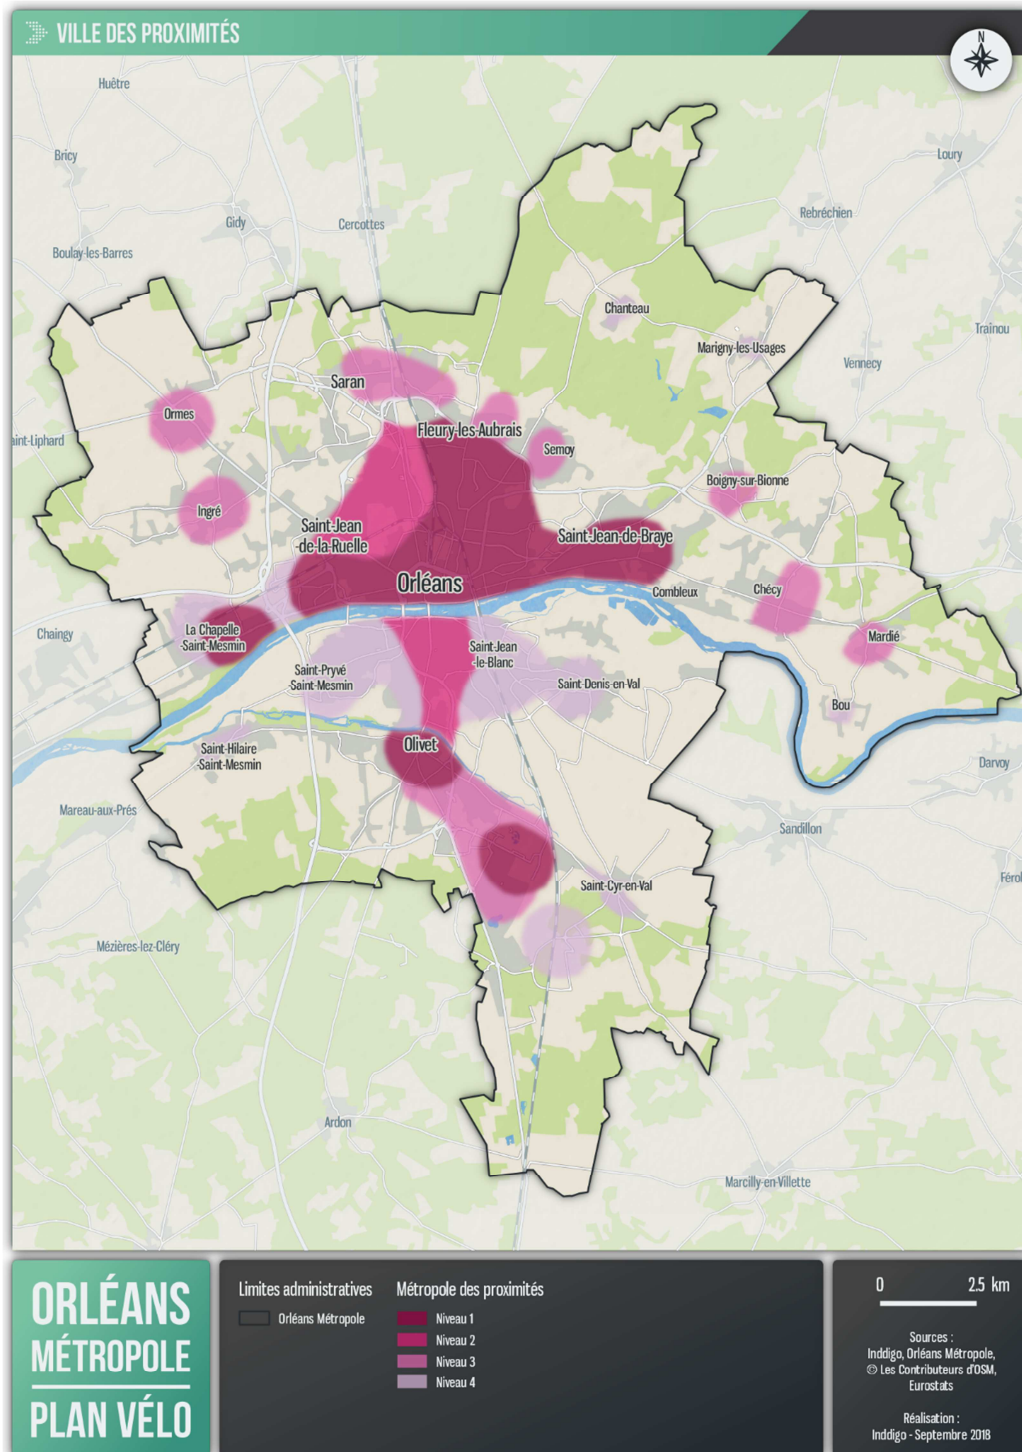 VILLE DES PROXIMITÉS
N
Huêtre
Bricy
Loury
Gidy
Cercottes
Rebréchien
Boulay-les-Barres
Chanteau
Traînou
Marigny-les-Usages
Vennecy
Saran
Ormes
Fleury-les-Aubrais
aint-Liphard
Semoy
Boigny-sur-Bionne
Ingré
Saint-Jean
-de-la-Ruelle
Saint-Jean-de-Braye
Orléans
Combleux
Chécy
Chaingy
La Chapelle
-Saint-Mesmin
Mardié
Saint-Jean
-le-Blanc
Saint-Pryvé
-Saint-Mesmin
Saint-Denis-en-Val
Bou
Olivet
Saint-Hilaire
-Saint-Mesmin
Darvoy
Mareau-aux-Prés
Sandillon
Saint-Cyr-en-Val
Férol
Mézières-lez-Cléry
Ardon
Marcilly-en-Villette
ORLÉANS
MÉTROPOLE
PLAN VÉLO
Limites administratives
Orléans Métropole
Métropole des proximités
Niveau 1
Niveau 2
Niveau 3
Niveau 4
0 2.5 km
Sources :
Inddigo, Orléans Métropole,
© Les Contributeurs d'OSM,
Eurostats
Réalisation :
Inddigo - Septembre 2018